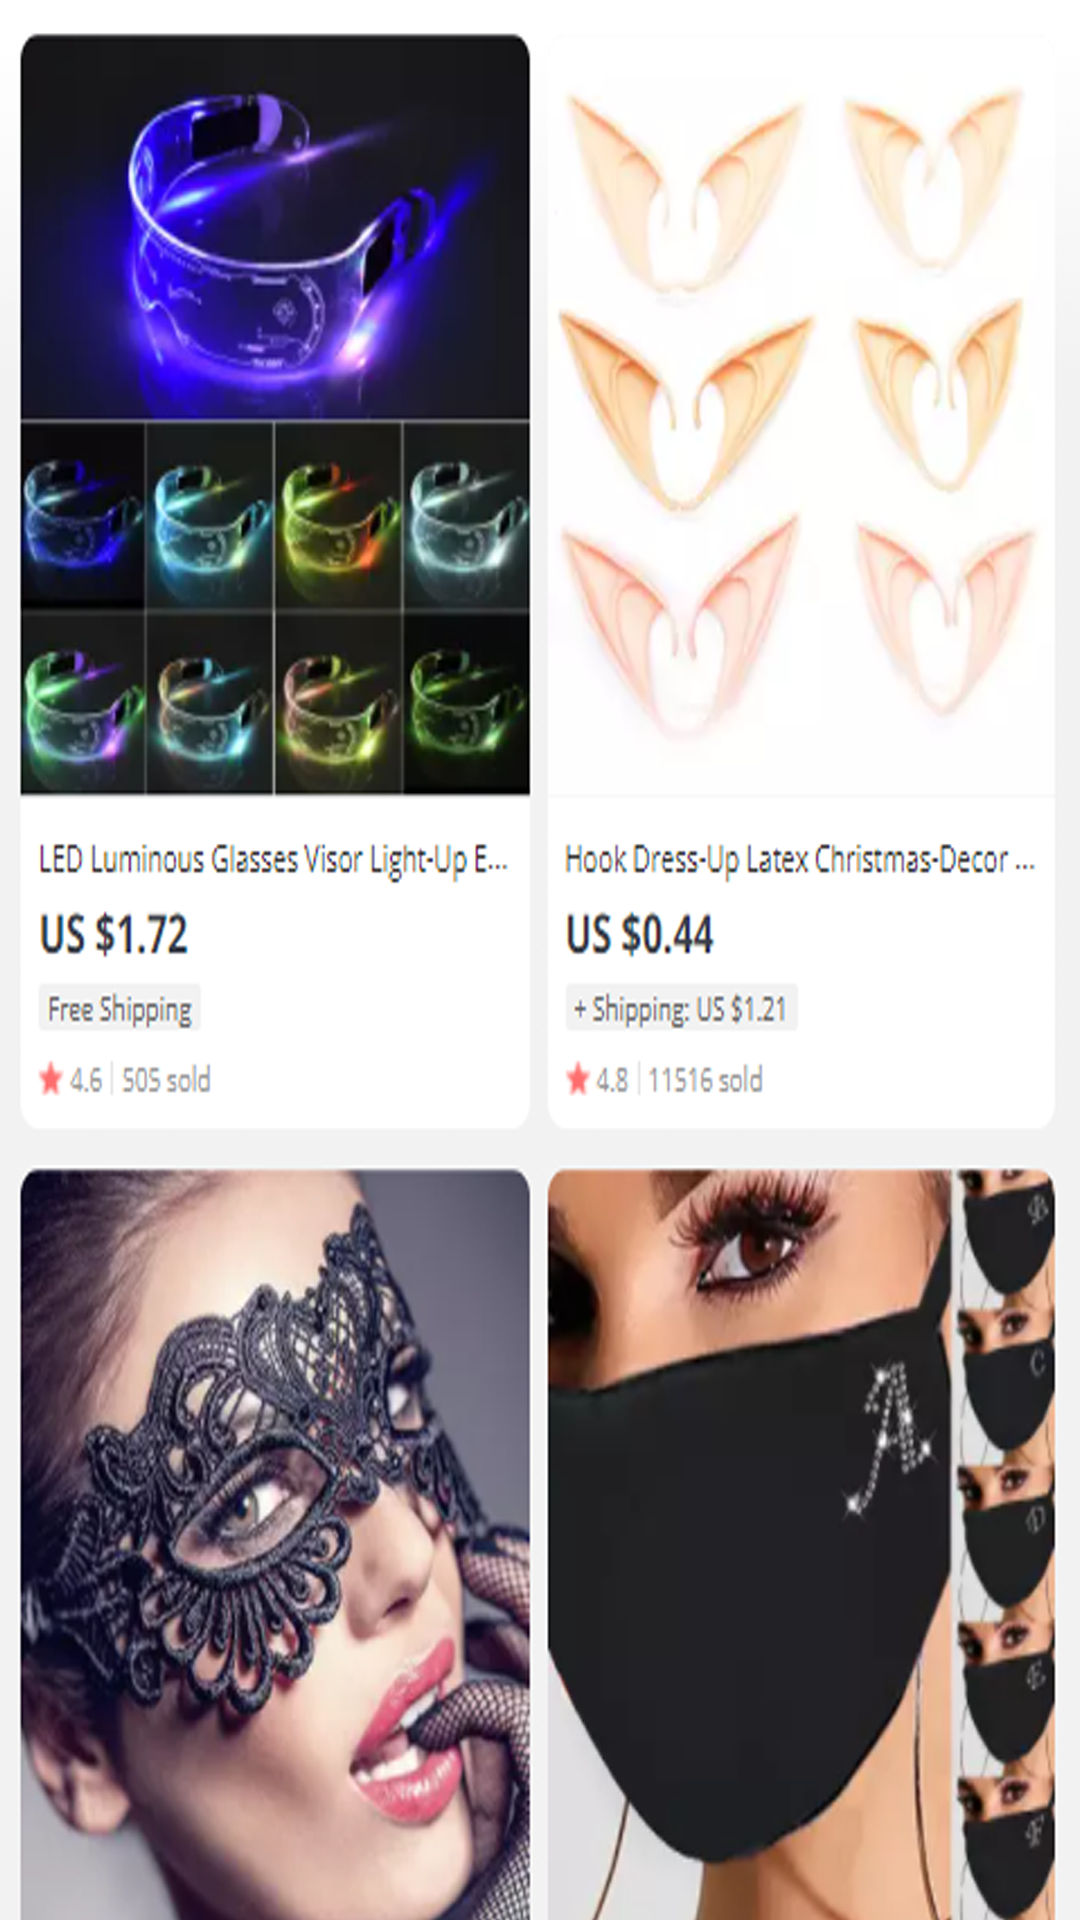 LED Luminous Glasses Visor Light-Up E...
US $1.72
Free Shipping
4.6 | 505 sold
Hook Dress-Up Latex Christmas-Decor ...
US $0.44
+ Shipping: US $1.21
4.8 | 11516 sold
A
B
C
D
E
F